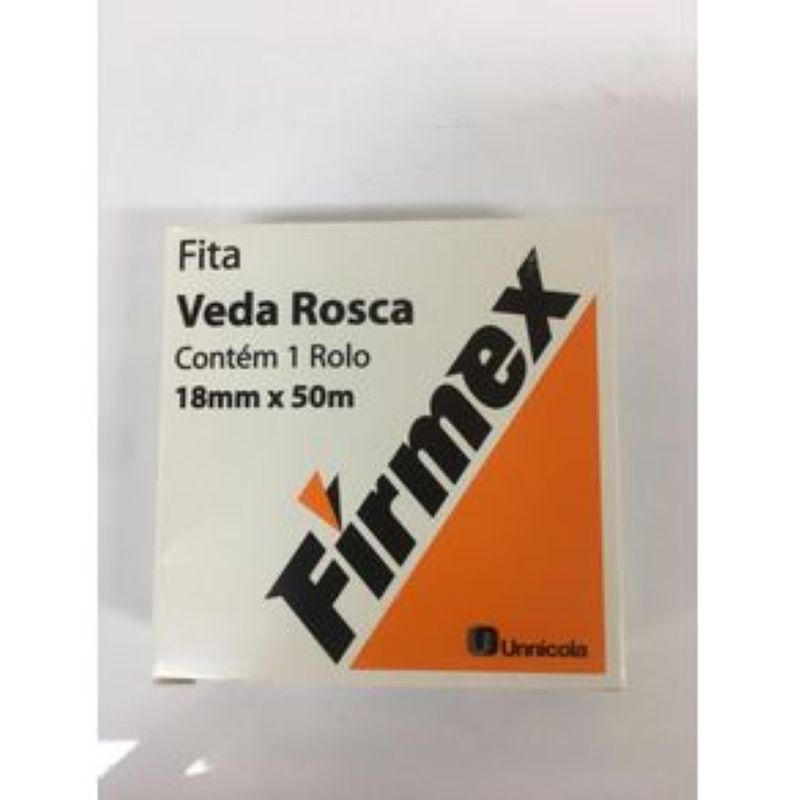 Fita
Veda Rosca
Contém 1 Rolo
18mm x 50m
Firmex
Unnicola